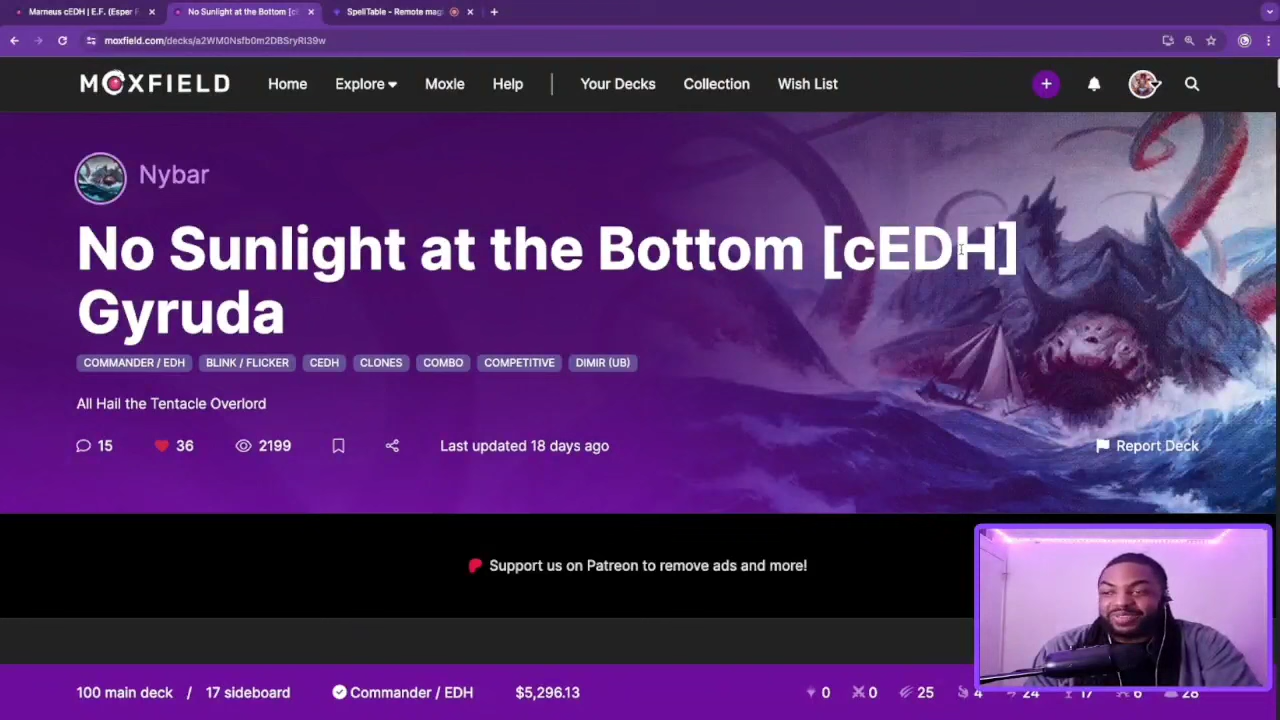 Marneus cEDH | E.F. (Esper F
No Sunlight at the Bottom [c
SpellTable - Remote mag
moxfield.com/decks/a2WM0Nsfb0m2DBSryRl39w
MOXFIELD Home Explore Moxie Help Your Decks Collection Wish List
Nybar
No Sunlight at the Bottom [cEDH]
Gyruda
COMMANDER / EDH BLINK / FLICKER CEDH CLONES COMBO COMPETITIVE DIMIR (UB)
All Hail the Tentacle Overlord
15 36 2199 Last updated 18 days ago Report Deck
Support us on Patreon to remove ads and more!
100 main deck / 17 sideboard Commander / EDH $5,296.13 0 0 25 4 24 17 6 28